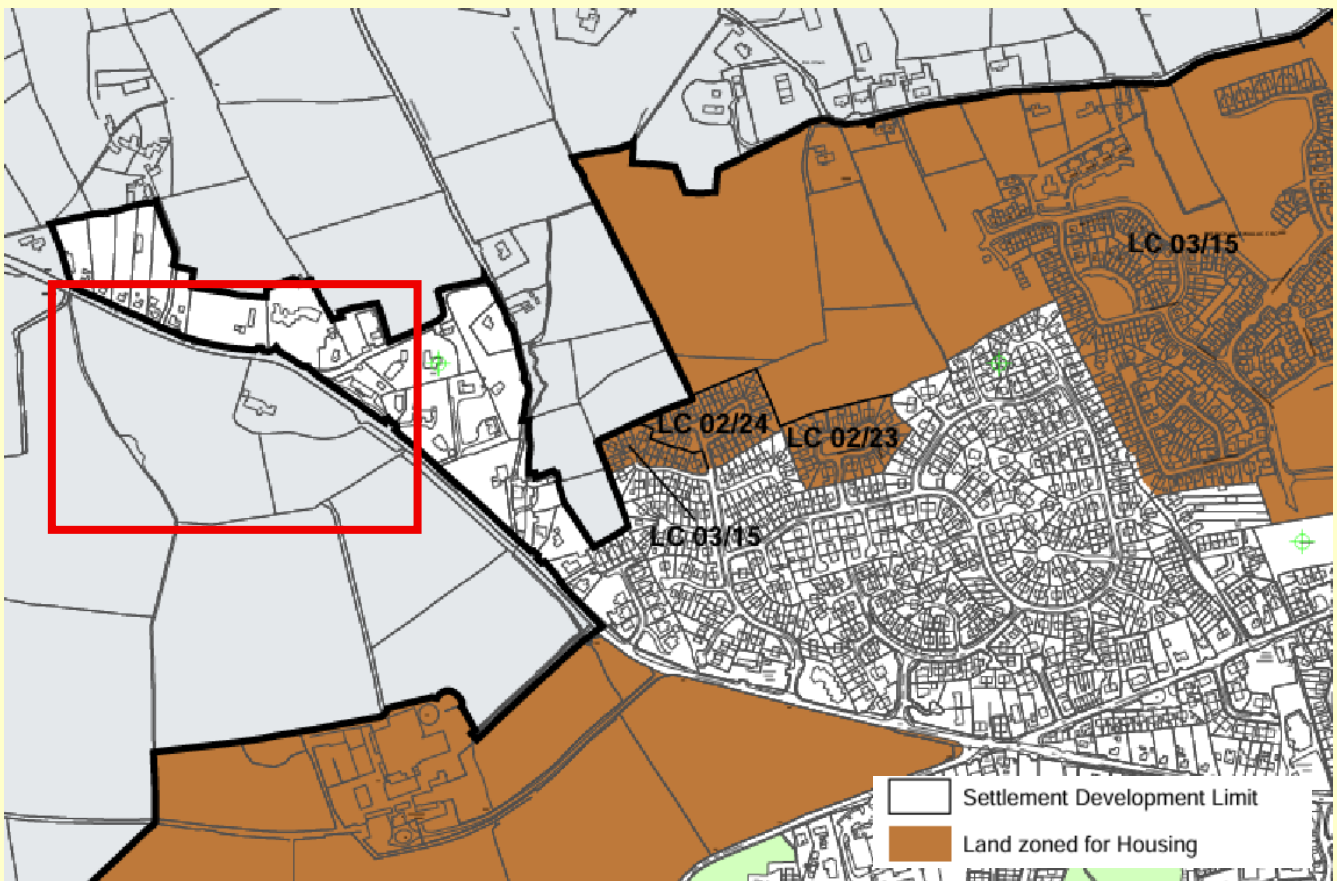 LC 03/15
LC 02/24
LC 02/23
LC 03/15
Settlement Development Limit
Land zoned for Housing